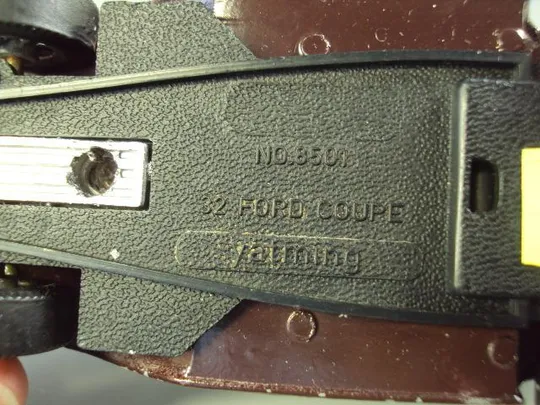 NO.8501
32 FORD COUPE
yatming